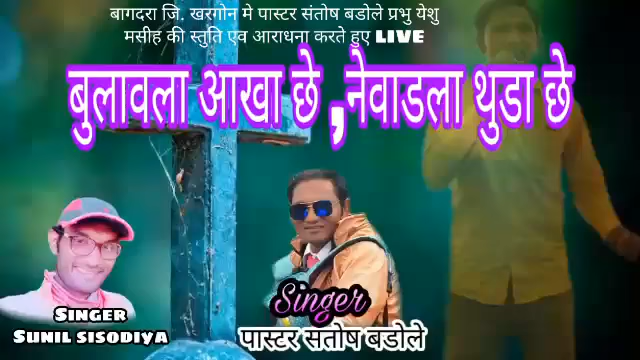 बागदरा जि. खरगोन मे पास्टर संतोष बडोले प्रभु येशु
मसीह की स्तुति एव आराधना करते हुए LIVE
बुलावला आखा छे ,नेवाडला थुडा छे
Singer
पास्टर संतोष बडोले
SINGER
SUNIL SISODIYA